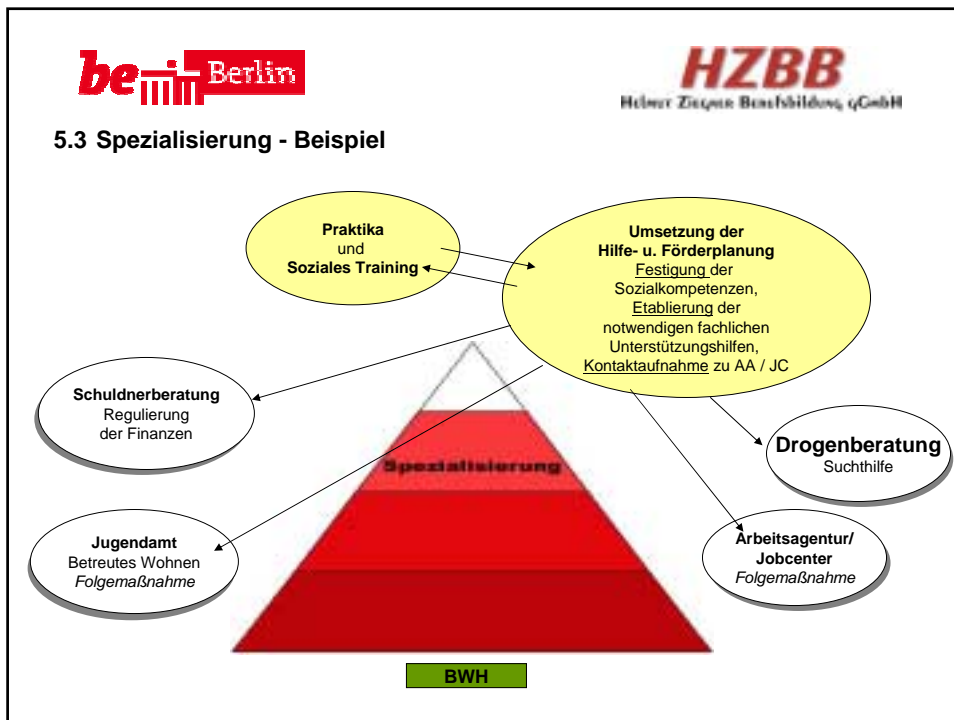 be Berlin
HZBB
Helmut Ziegner Berufsbildung gGmbH
5.3 Spezialisierung - Beispiel
Praktika
und
Soziales Training
Umsetzung der
Hilfe- u. Förderplanung
Festigung der
Sozialkompetenzen,
Etablierung der
notwendigen fachlichen
Unterstützungshilfen,
Kontaktaufnahme zu AA / JC
Schuldnerberatung
Regulierung
der Finanzen
Spezialisierung
Drogenberatung
Suchthilfe
Jugendamt
Betreutes Wohnen
Folgemaßnahme
Arbeitsagentur/
Jobcenter
Folgemaßnahme
BWH